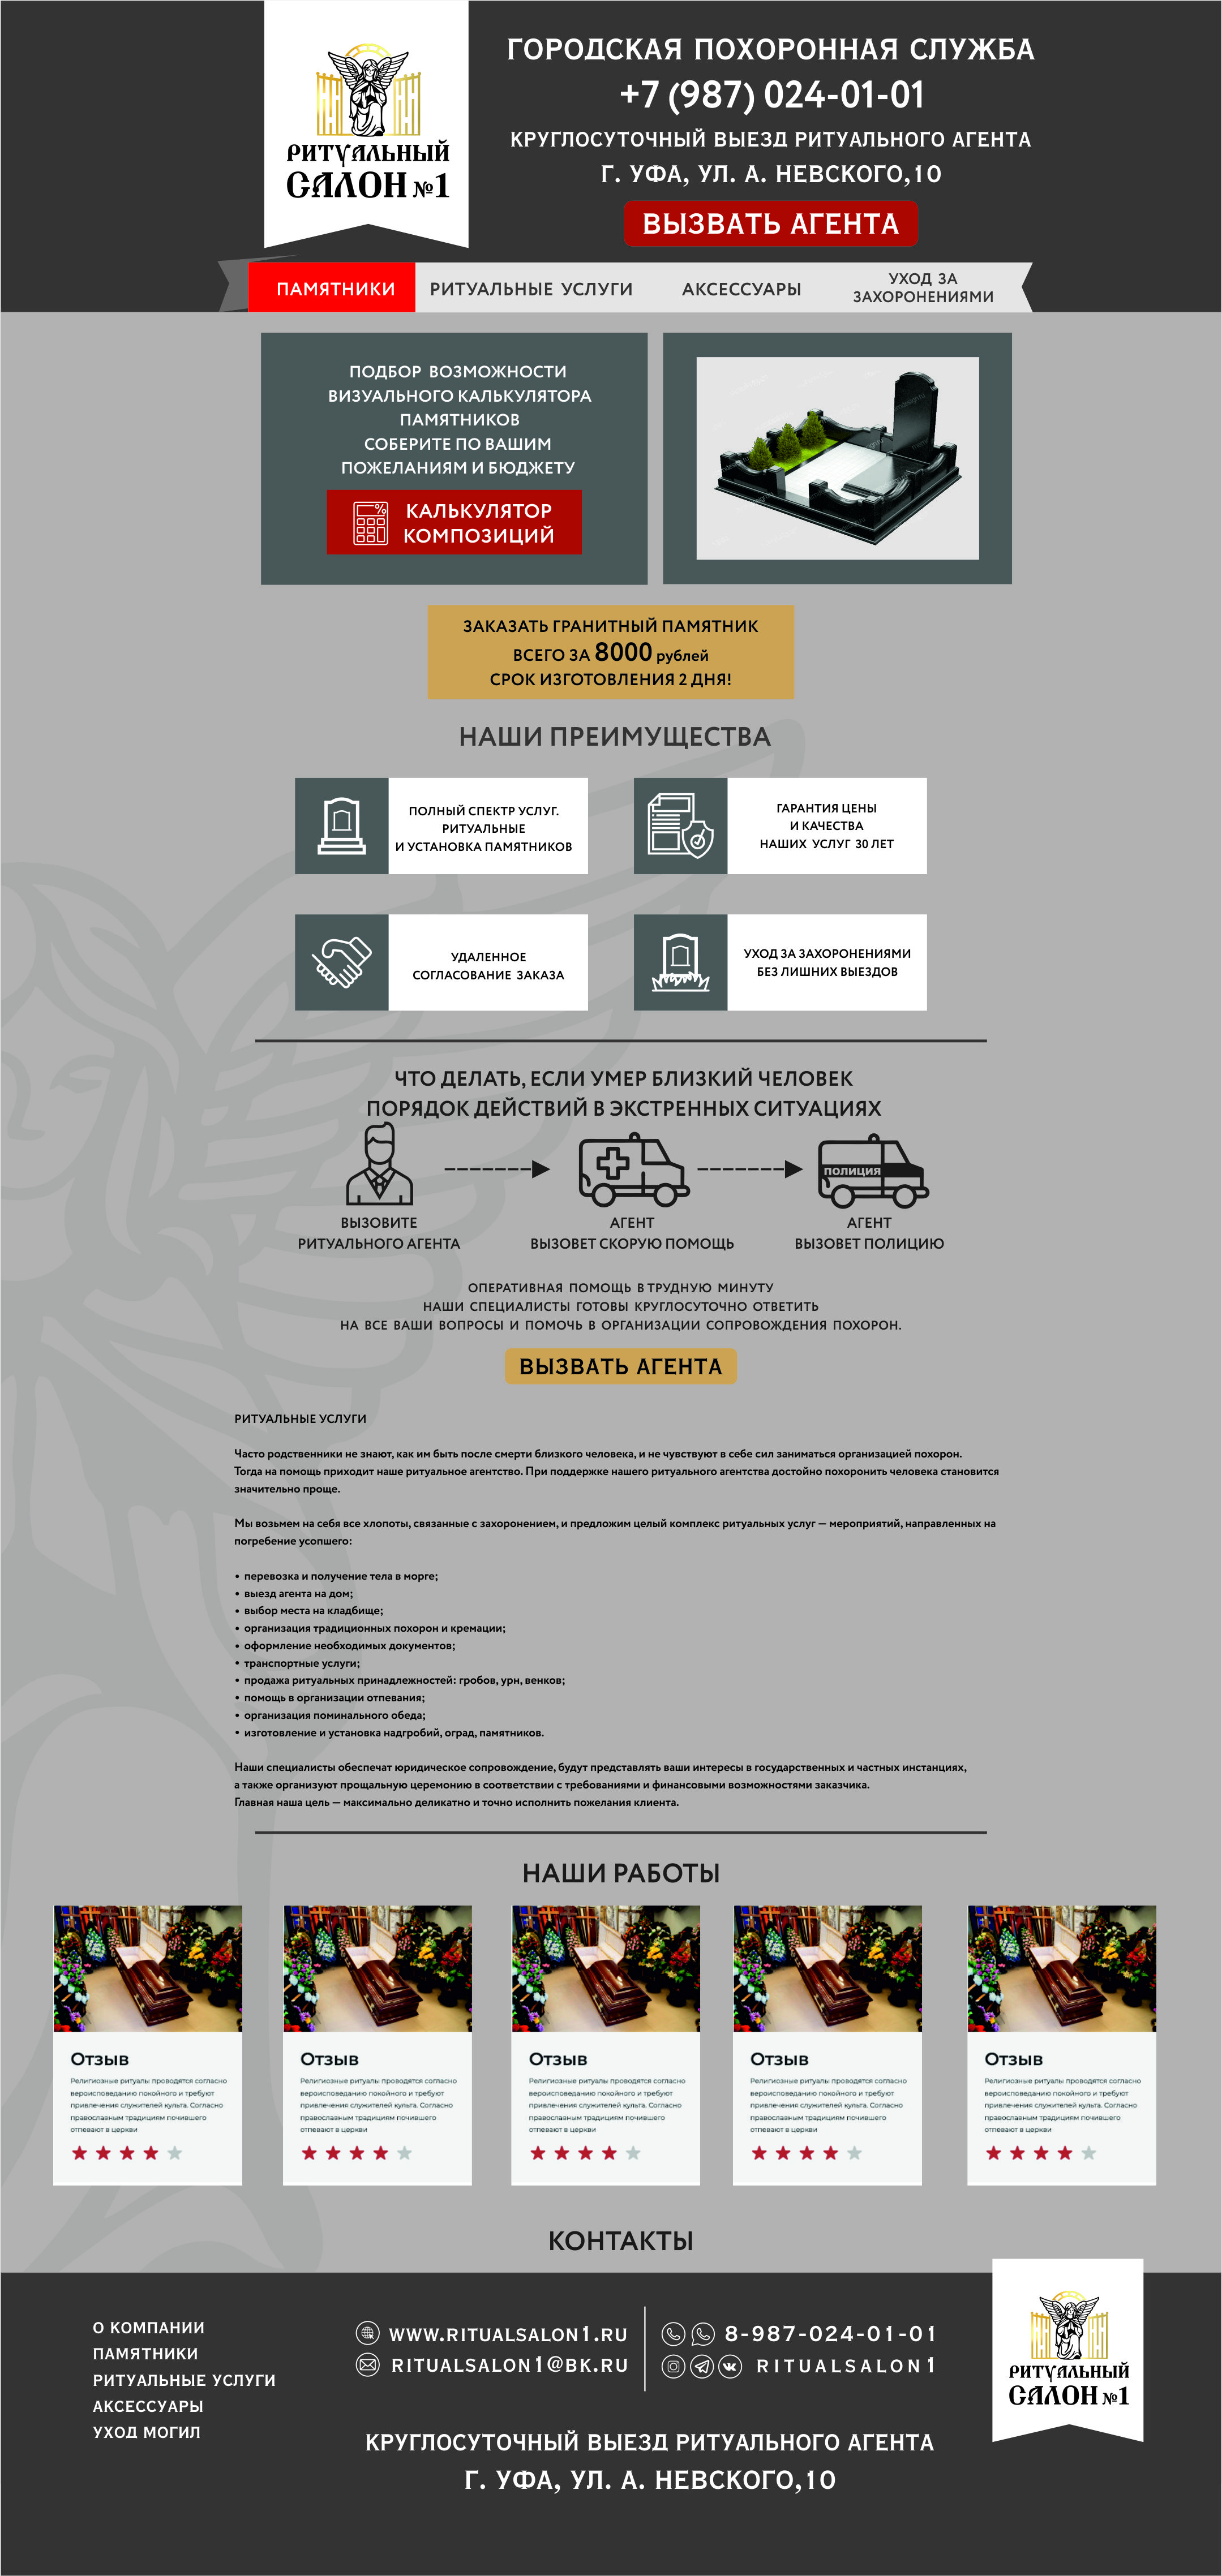 РИТУАЛЬНЫЙ
САЛОН №1
ГОРОДСКАЯ ПОХОРОННАЯ СЛУЖБА
+7 (987) 024-01-01
КРУГЛОСУТОЧНЫЙ ВЫЕЗД РИТУАЛЬНОГО АГЕНТА
Г. УФА, УЛ. А. НЕВСКОГО,10
ВЫЗВАТЬ АГЕНТА
ПАМЯТНИКИ
РИТУАЛЬНЫЕ УСЛУГИ
АКСЕССУАРЫ
УХОД ЗА
ЗАХОРОНЕНИЯМИ
ПОДБОР ВОЗМОЖНОСТИ
ВИЗУАЛЬНОГО КАЛЬКУЛЯТОРА
ПАМЯТНИКОВ
СОБЕРИТЕ ПО ВАШИМ
ПОЖЕЛАНИЯМ И БЮДЖЕТУ
КАЛЬКУЛЯТОР
КОМПОЗИЦИЙ
ЗАКАЗАТЬ ГРАНИТНЫЙ ПАМЯТНИК
ВСЕГО ЗА 8000 рублей
СРОК ИЗГОТОВЛЕНИЯ 2 ДНЯ!
НАШИ ПРЕИМУЩЕСТВА
ПОЛНЫЙ СПЕКТР УСЛУГ.
РИТУАЛЬНЫЕ
И УСТАНОВКА ПАМЯТНИКОВ
ГАРАНТИЯ ЦЕНЫ
И КАЧЕСТВА
НАШИХ УСЛУГ 30 ЛЕТ
УДАЛЕННОЕ
СОГЛАСОВАНИЕ ЗАКАЗА
УХОД ЗА ЗАХОРОНЕНИЯМИ
БЕЗ ЛИШНИХ ВЫЕЗДОВ
ЧТО ДЕЛАТЬ, ЕСЛИ УМЕР БЛИЗКИЙ ЧЕЛОВЕК
ПОРЯДОК ДЕЙСТВИЙ В ЭКСТРЕННЫХ СИТУАЦИЯХ
ПОЛИЦИЯ
ВЫЗОВИТЕ
РИТУАЛЬНОГО АГЕНТА
АГЕНТ
ВЫЗОВЕТ СКОРУЮ ПОМОЩЬ
АГЕНТ
ВЫЗОВЕТ ПОЛИЦИЮ
ОПЕРАТИВНАЯ ПОМОЩЬ В ТРУДНУЮ МИНУТУ
НАШИ СПЕЦИАЛИСТЫ ГОТОВЫ КРУГЛОСУТОЧНО ОТВЕТИТЬ
НА ВСЕ ВАШИ ВОПРОСЫ И ПОМОЧЬ В ОРГАНИЗАЦИИ СОПРОВОЖДЕНИЯ ПОХОРОН.
ВЫЗВАТЬ АГЕНТА
РИТУАЛЬНЫЕ УСЛУГИ
Часто родственники не знают, как им быть после смерти близкого человека, и не чувствуют в себе сил заниматься организацией похорон.
Тогда на помощь приходит наше ритуальное агентство. При поддержке нашего ритуального агентства достойно похоронить человека становится
значительно проще.
Мы возьмем на себя все хлопоты, связанные с захоронением, и предложим целый комплекс ритуальных услуг — мероприятий, направленных на
погребение усопшего:
• перевозка и получение тела в морге;
• выезд агента на дом;
• выбор места на кладбище;
• организация традиционных похорон и кремации;
• оформление необходимых документов;
• транспортные услуги;
• продажа ритуальных принадлежностей: гробов, урн, венков;
• помощь в организации отпевания;
• организация поминального обеда;
• изготовление и установка надгробий, оград, памятников.
Наши специалисты обеспечат юридическое сопровождение, будут представлять ваши интересы в государственных и частных инстанциях,
а также организуют прощальную церемонию в соответствии с требованиями и финансовыми возможностями заказчика.
Главная наша цель — максимально деликатно и точно исполнить пожелания клиента.
НАШИ РАБОТЫ
Отзыв
Религиозные ритуалы проводятся согласно
вероисповеданию покойного и требуют
привлечения служителей культа. Согласно
православным традициям почившего
отпевают в церкви
Отзыв
Религиозные ритуалы проводятся согласно
вероисповеданию покойного и требуют
привлечения служителей культа. Согласно
православным традициям почившего
отпевают в церкви
Отзыв
Религиозные ритуалы проводятся согласно
вероисповеданию покойного и требуют
привлечения служителей культа. Согласно
православным традициям почившего
отпевают в церкви
Отзыв
Религиозные ритуалы проводятся согласно
вероисповеданию покойного и требуют
привлечения служителей культа. Согласно
православным традициям почившего
отпевают в церкви
Отзыв
Религиозные ритуалы проводятся согласно
вероисповеданию покойного и требуют
привлечения служителей культа. Согласно
православным традициям почившего
отпевают в церкви
КОНТАКТЫ
О КОМПАНИИ
ПАМЯТНИКИ
РИТУАЛЬНЫЕ УСЛУГИ
АКСЕССУАРЫ
УХОД МОГИЛ
WWW.RITUALSALON1.RU
RITUALSALON1@BK.RU
8-987-024-01-01
RITUALSALON1
РИТУАЛЬНЫЙ
САЛОН №1
КРУГЛОСУТОЧНЫЙ ВЫЕЗД РИТУАЛЬНОГО АГЕНТА
Г. УФА, УЛ. А. НЕВСКОГО,10